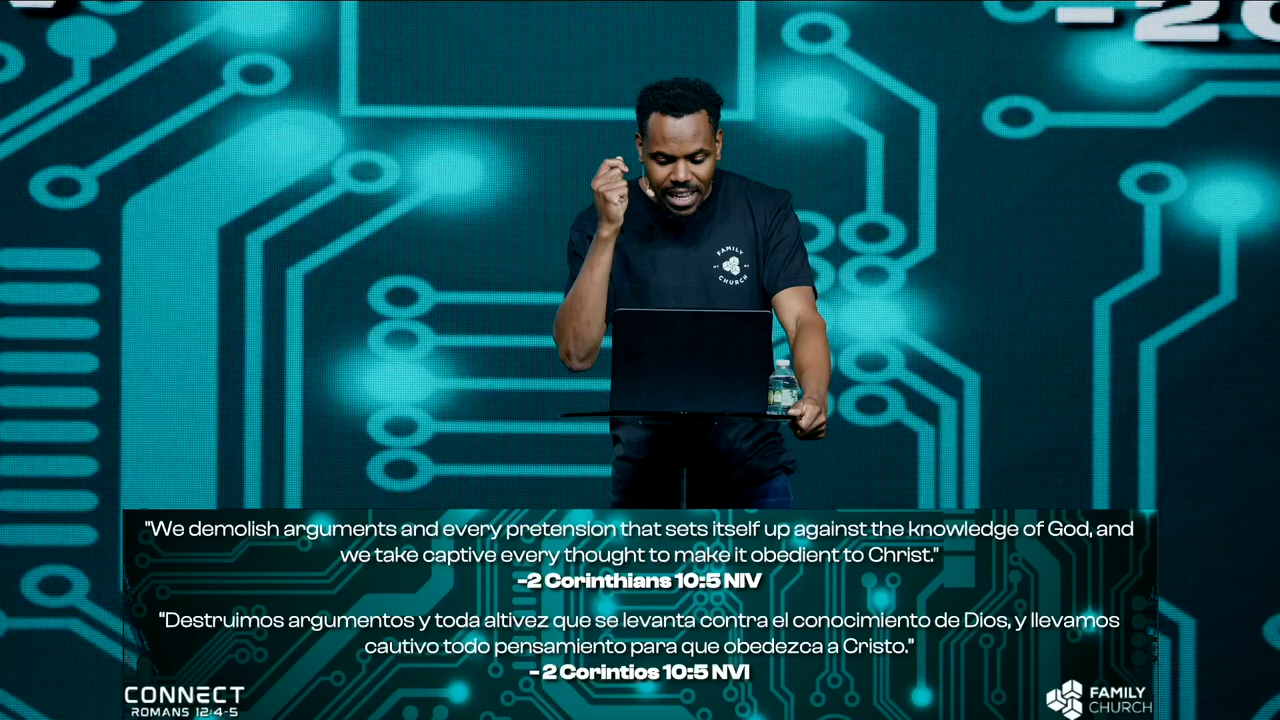 -20
FAMILY
CHURCH
"We demolish arguments and every pretension that sets itself up against the knowledge of God, and
we take captive every thought to make it obedient to Christ."
-2 Corinthians 10:5 NIV
“Destruimos argumentos y toda altivez que se levanta contra el conocimiento de Dios, y llevamos
cautivo todo pensamiento para que obedezca a Cristo.”
- 2 Corintios 10:5 NVI
CONNECT
ROMANS 12:4-5
FAMILY
CHURCH